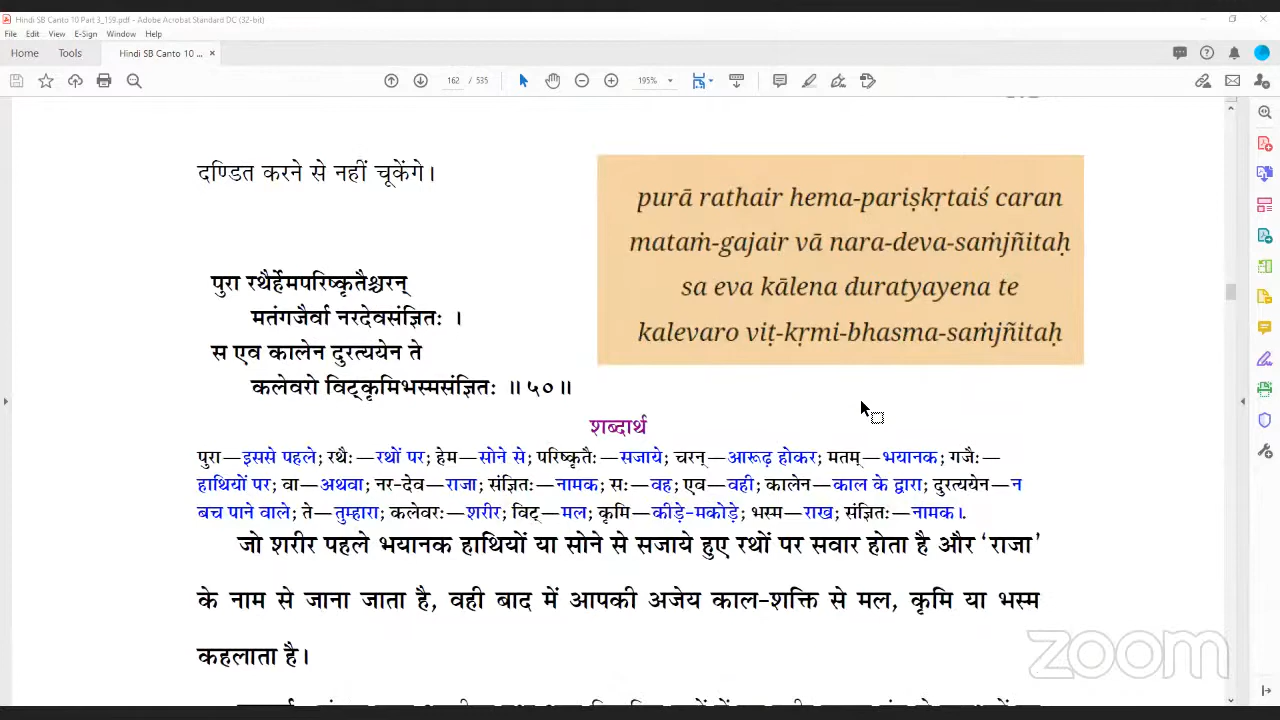 Hindi SB Canto 10 Part 3_159.pdf - Adobe Acrobat Standard DC (32-bit)
File Edit View E-Sign Window Help
Home Tools Hindi SB Canto 10 ... ×
162 / 535 195%
दण्डित करने से नहीं चूकेंगे।
purā rathair hema-pariṣkṛtaiś caran
mataṁ-gajair vā nara-deva-saṁjñitaḥ
sa eva kālena duratyayena te
kalevaro viṭ-kṛmi-bhasma-saṁjñitaḥ
पुरा रथैर्हेमपरिष्कृतैश्चरन्
मतंगजैर्वा नरदेवसंज्ञितः ।
स एव कालेन दुरत्ययेन ते
कलेवरो विट्कृमिभस्मसंज्ञितः ॥ ५० ॥
शब्दार्थ
पुरा—इससे पहले; रथैः—रथों पर; हेम—सोने से; परिष्कृतैः—सजाये; चरन्—आरूढ़ होकर; मतम्—भयानक; गजैः—
हाथियों पर; वा—अथवा; नर-देव—राजा; संज्ञितः—नामक; सः—वह; एव—वही; कालेन—काल के द्वारा; दुरत्ययेन—न
बच पाने वाले; ते—तुम्हारा; कलेवरः—शरीर; विट्—मल; कृमि—कीड़े-मकोड़े; भस्म—राख; संज्ञितः—नामक।.
जो शरीर पहले भयानक हाथियों या सोने से सजाये हुए रथों पर सवार होता है और ‘राजा’
के नाम से जाना जाता है, वही बाद में आपकी अजेय काल-शक्ति से मल, कृमि या भस्म
कहलाता है।
zoom